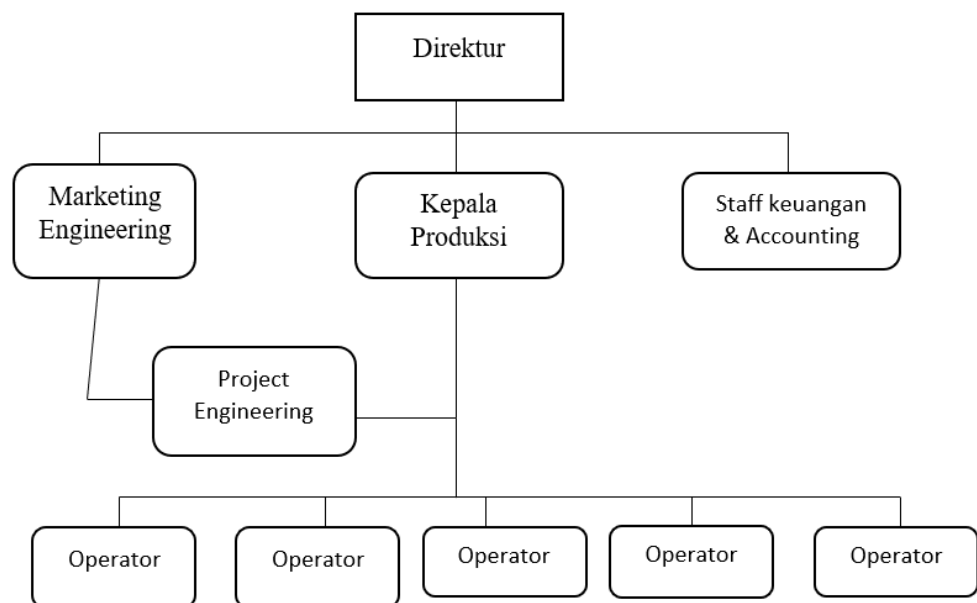 Direktur
Marketing
Engineering
Kepala
Produksi
Staff keuangan
& Accounting
Project
Engineering
Operator
Operator
Operator
Operator
Operator